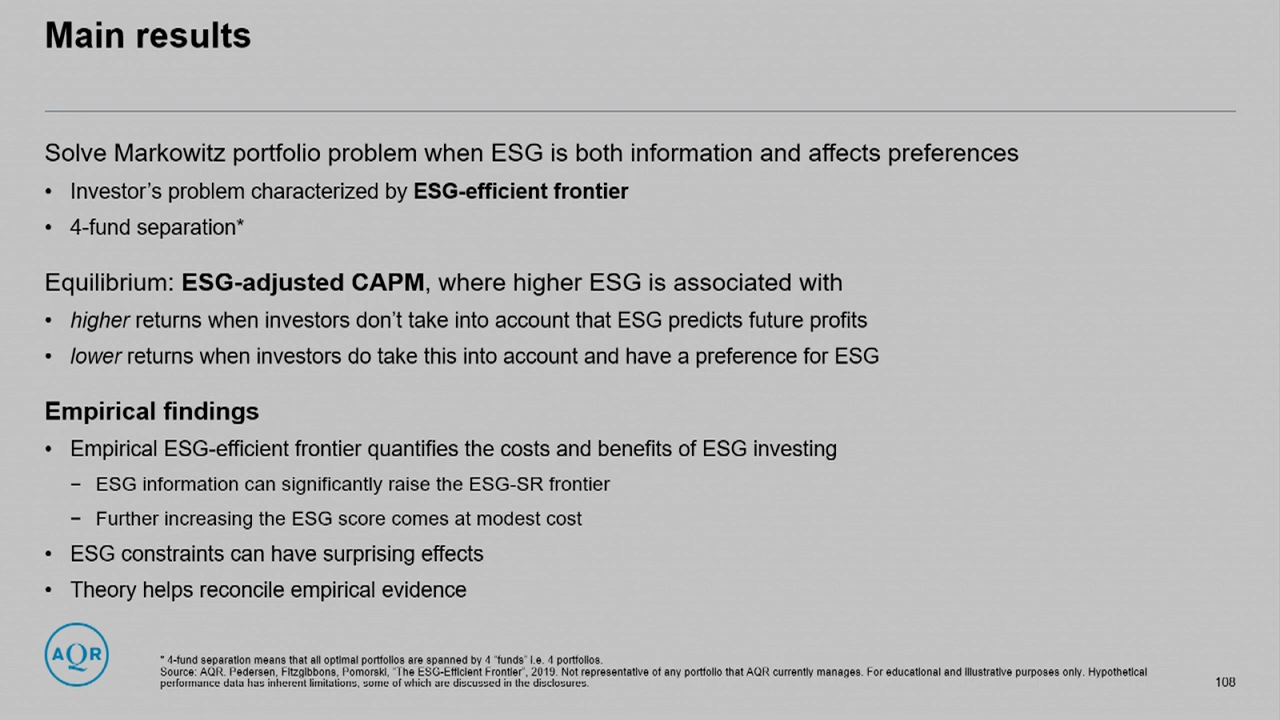 Main results
Solve Markowitz portfolio problem when ESG is both information and affects preferences
• Investor’s problem characterized by ESG-efficient frontier
• 4-fund separation*
Equilibrium: ESG-adjusted CAPM, where higher ESG is associated with
• higher returns when investors don’t take into account that ESG predicts future profits
• lower returns when investors do take this into account and have a preference for ESG
Empirical findings
• Empirical ESG-efficient frontier quantifies the costs and benefits of ESG investing
− ESG information can significantly raise the ESG-SR frontier
− Further increasing the ESG score comes at modest cost
• ESG constraints can have surprising effects
• Theory helps reconcile empirical evidence
AQR
* 4-fund separation means that all optimal portfolios are spanned by 4 “funds” i.e. 4 portfolios.
Source: AQR. Pedersen, Fitzgibbons, Pomorski, “The ESG-Efficient Frontier”, 2019. Not representative of any portfolio that AQR currently manages. For educational and illustrative purposes only. Hypothetical
performance data has inherent limitations, some of which are discussed in the disclosures.
108